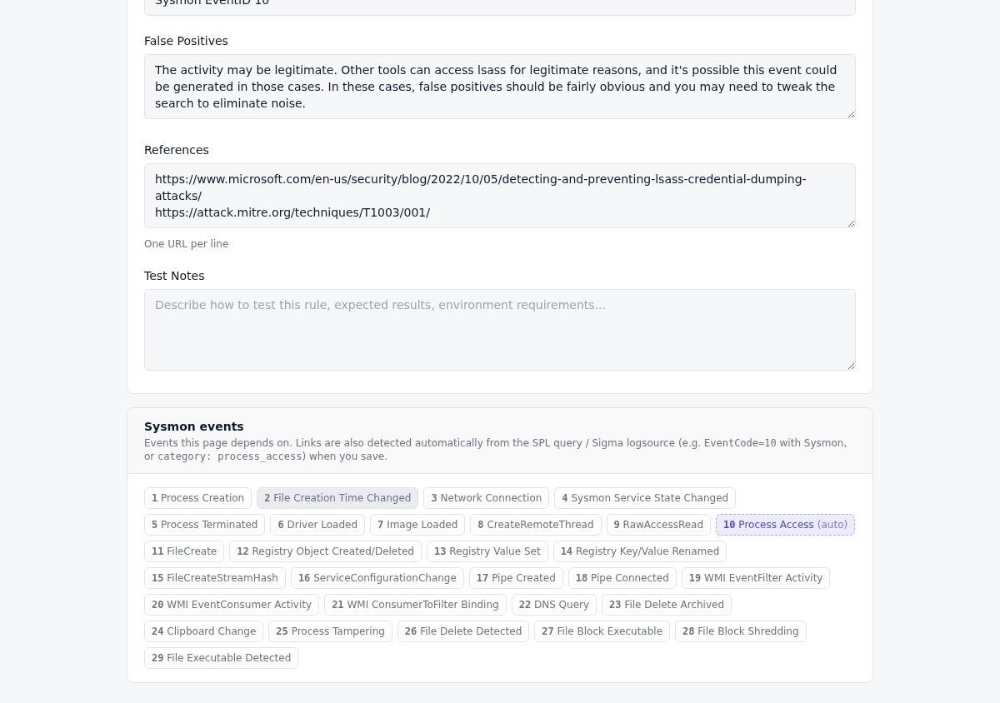 Sysmon EventID 10
False Positives
The activity may be legitimate. Other tools can access lsass for legitimate reasons, and it's possible this event could
be generated in those cases. In these cases, false positives should be fairly obvious and you may need to tweak the
search to eliminate noise.
References
https://www.microsoft.com/en-us/security/blog/2022/10/05/detecting-and-preventing-lsass-credential-dumping-
attacks/
https://attack.mitre.org/techniques/T1003/001/
One URL per line
Test Notes
Describe how to test this rule, expected results, environment requirements...
Sysmon events
Events this page depends on. Links are also detected automatically from the SPL query / Sigma logsource (e.g. EventCode=10 with Sysmon,
or category: process_access) when you save.
1 Process Creation 2 File Creation Time Changed 3 Network Connection 4 Sysmon Service State Changed
5 Process Terminated 6 Driver Loaded 7 Image Loaded 8 CreateRemoteThread 9 RawAccessRead 10 Process Access (auto)
11 FileCreate 12 Registry Object Created/Deleted 13 Registry Value Set 14 Registry Key/Value Renamed
15 FileCreateStreamHash 16 ServiceConfigurationChange 17 Pipe Created 18 Pipe Connected 19 WMI EventFilter Activity
20 WMI EventConsumer Activity 21 WMI ConsumerToFilter Binding 22 DNS Query 23 File Delete Archived
24 Clipboard Change 25 Process Tampering 26 File Delete Detected 27 File Block Executable 28 File Block Shredding
29 File Executable Detected